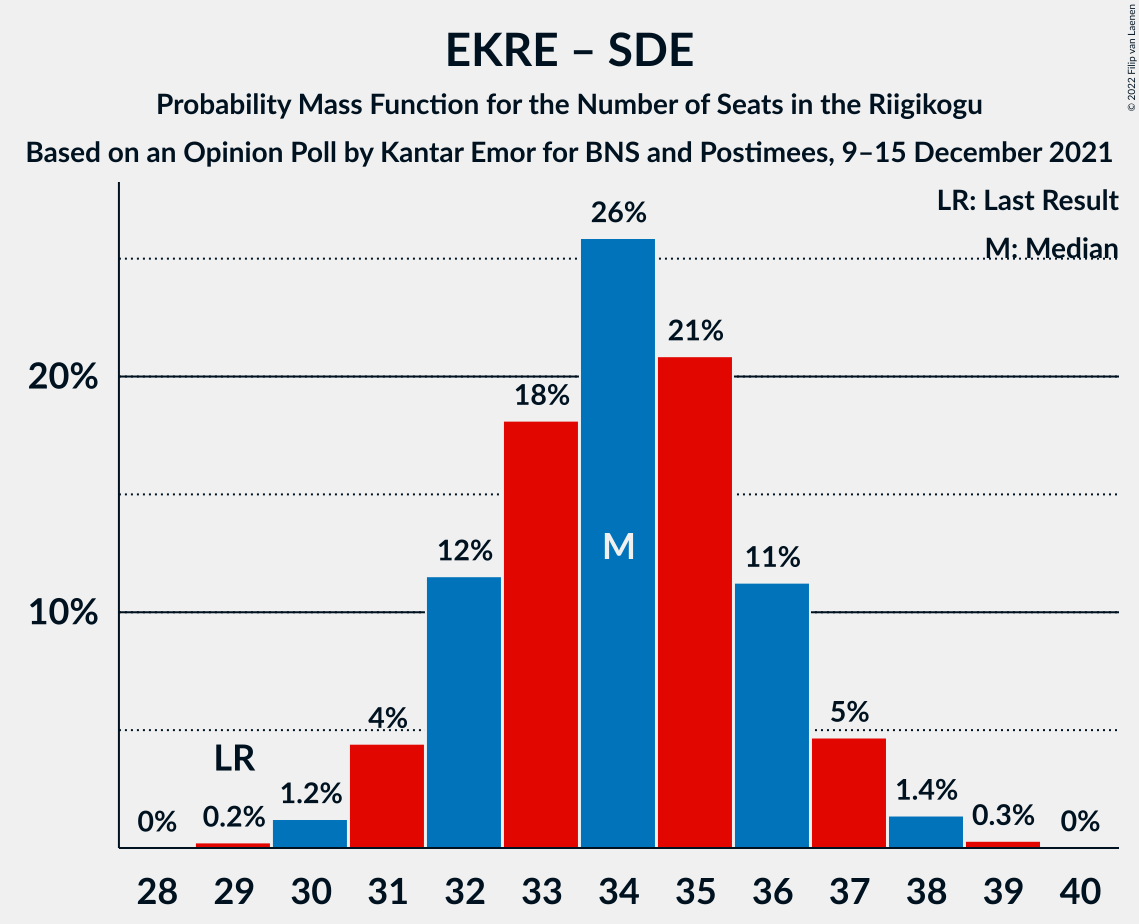 EKRE – SDE
Probability Mass Function for the Number of Seats in the Riigikogu
Based on an Opinion Poll by Kantar Emor for BNS and Postimees, 9–15 December 2021
© 2022 Filip van Laenen
LR: Last Result
M: Median
26%
21%
20%
18%
M
12%
11%
10%
4%
5%
LR
1.2%
1.4%
0%
0.2%
0.3%
0%
28 29 30 31 32 33 34 35 36 37 38 39 40